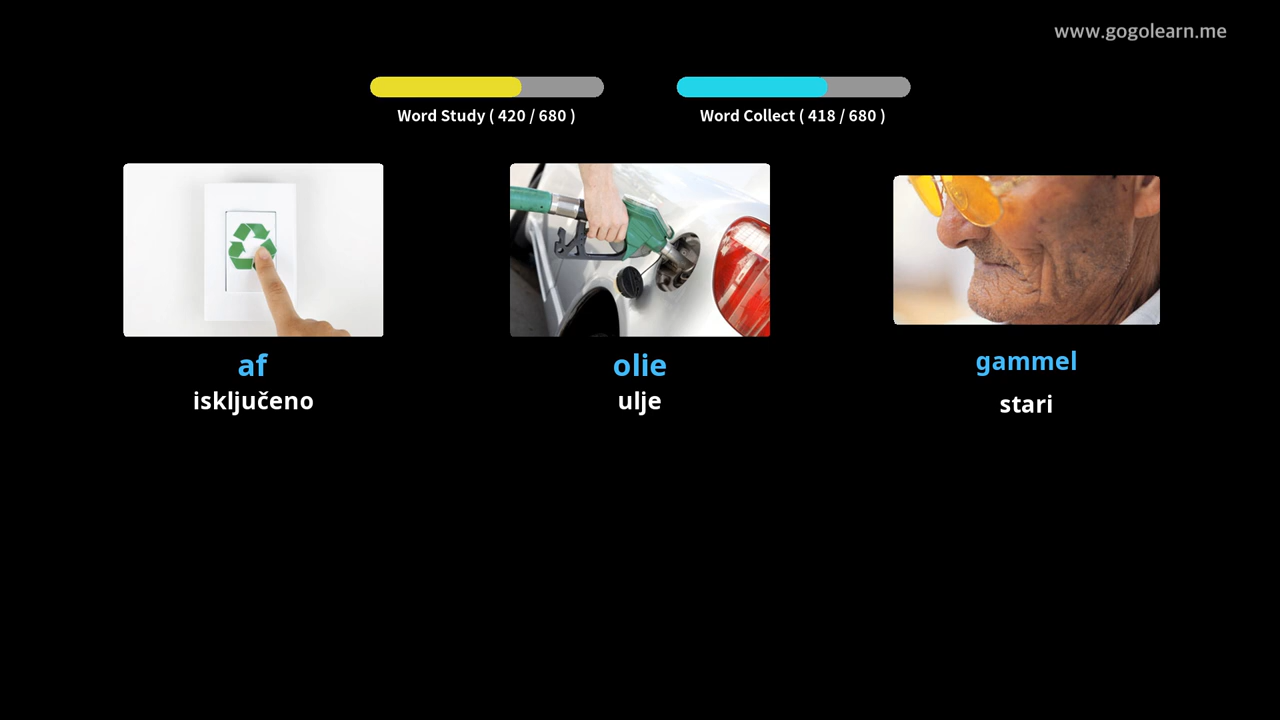 www.gogolearn.me
Word Study ( 420 / 680 )
Word Collect ( 418 / 680 )
af
isključeno
olie
ulje
gammel
stari